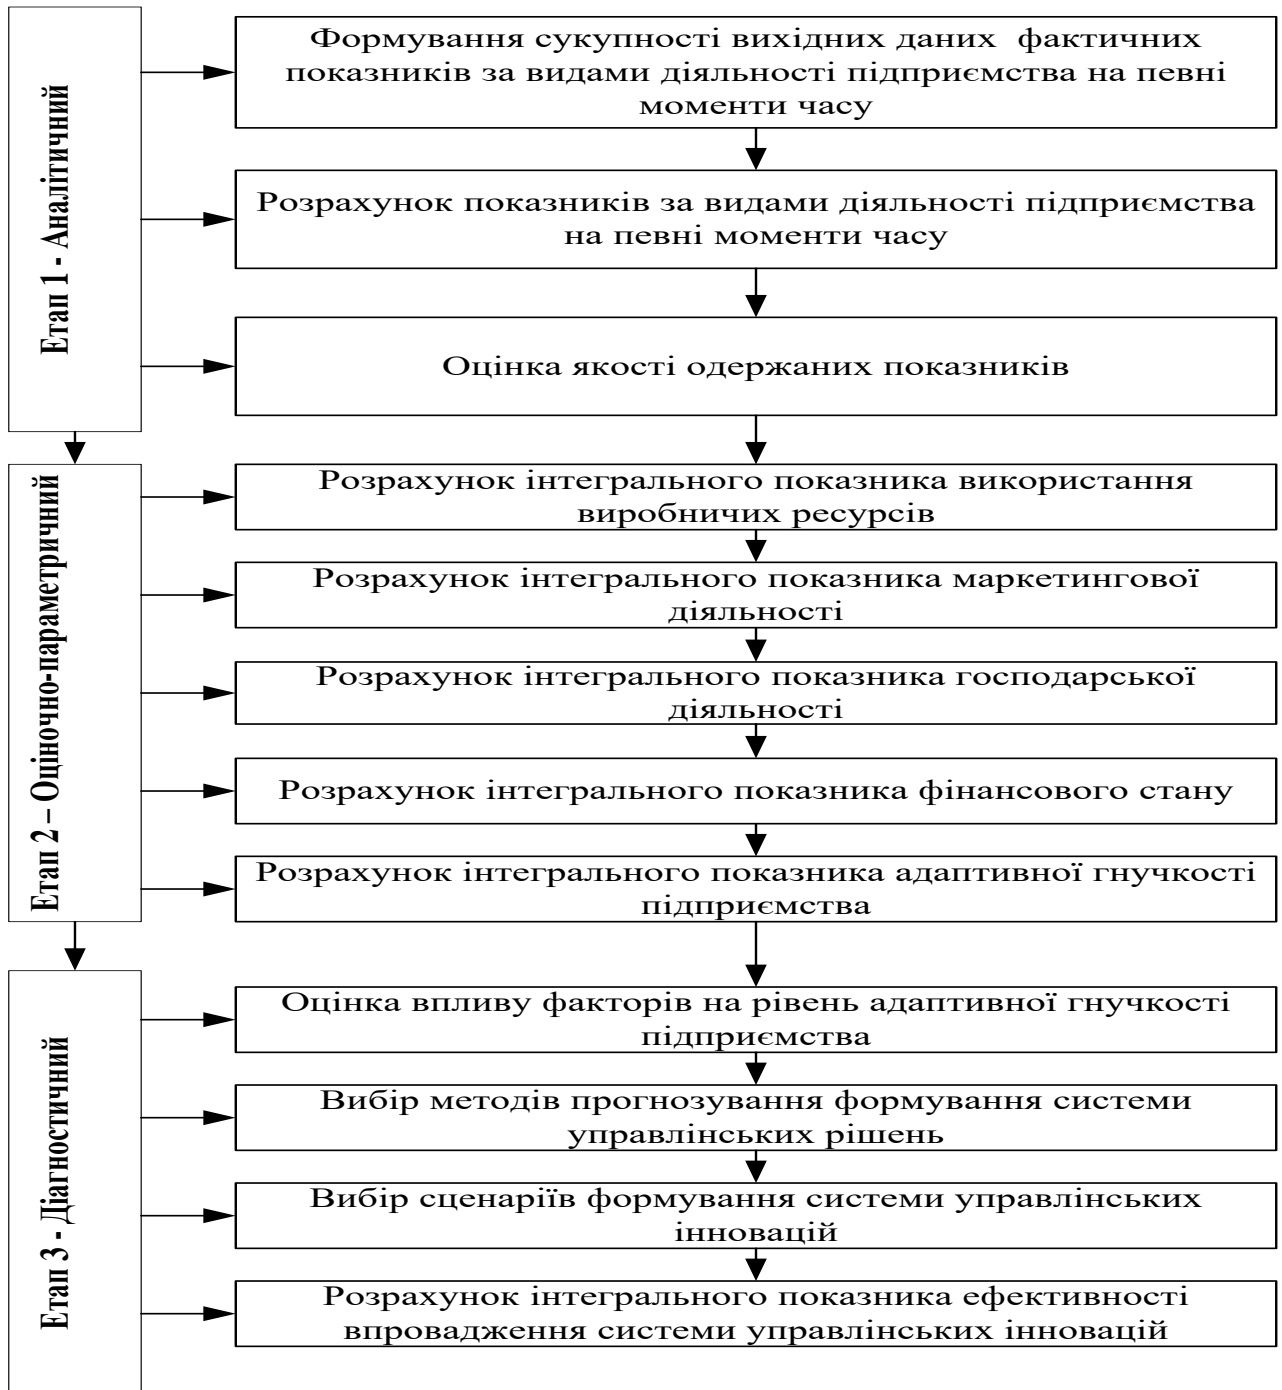 Етап 1 - Аналітичний
Формування сукупності вихідних даних  фактичних
показників за видами діяльності підприємства на певні
моменти часу
Розрахунок показників за видами діяльності підприємства
на певні моменти часу
Оцінка якості одержаних показників
Етап 2 – Оціночно-параметричний
Розрахунок інтегрального показника використання
виробничих ресурсів
Розрахунок інтегрального показника маркетингової
діяльності
Розрахунок інтегрального показника господарської
діяльності
Розрахунок інтегрального показника фінансового стану
Розрахунок інтегрального показника адаптивної гнучкості
підприємства
Етап 3 - Діагностичний
Оцінка впливу факторів на рівень адаптивної гнучкості
підприємства
Вибір методів прогнозування формування системи
управлінських рішень
Вибір сценаріїв формування системи управлінських
інновацій
Розрахунок інтегрального показника ефективності
впровадження системи управлінських інновацій